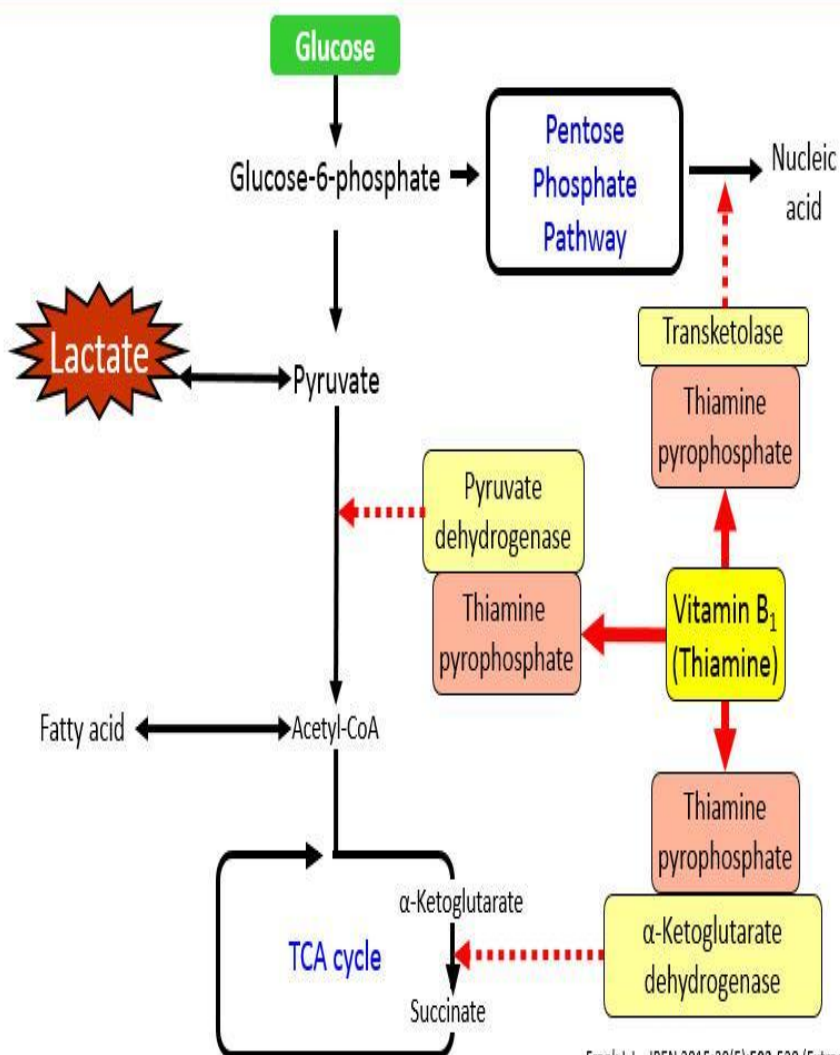 Glucose
Glucose-6-phosphate
Pentose
Phosphate
Pathway
Nucleic
acid
Lactate
Pyruvate
Transketolase
Thiamine
pyrophosphate
Pyruvate
dehydrogenase
Thiamine
pyrophosphate
Vitamin B₁
(Thiamine)
Fatty acid
Acetyl-CoA
Thiamine
pyrophosphate
α-Ketoglutarate
TCA cycle
α-Ketoglutarate
dehydrogenase
Succinate